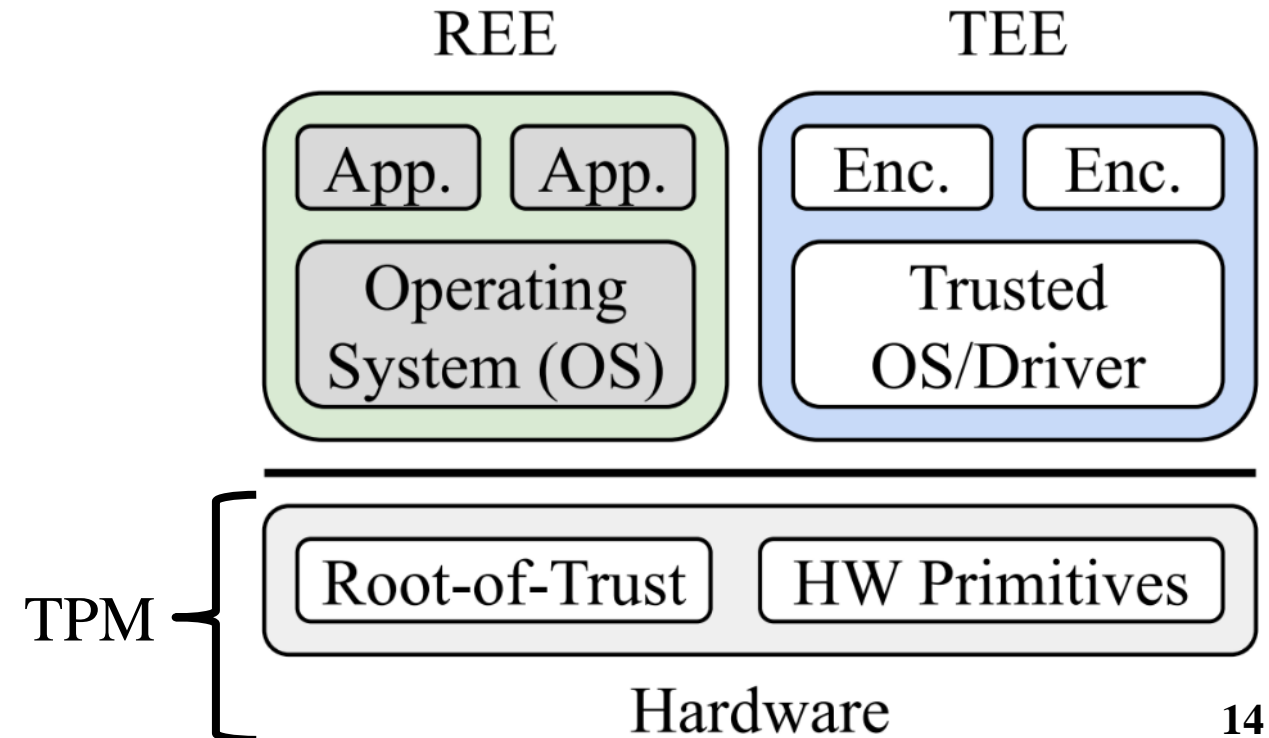 REE
TEE
App.
App.
Enc.
Enc.
Operating
System (OS)
Trusted
OS/Driver
Root-of-Trust
HW Primitives
TPM
Hardware
14